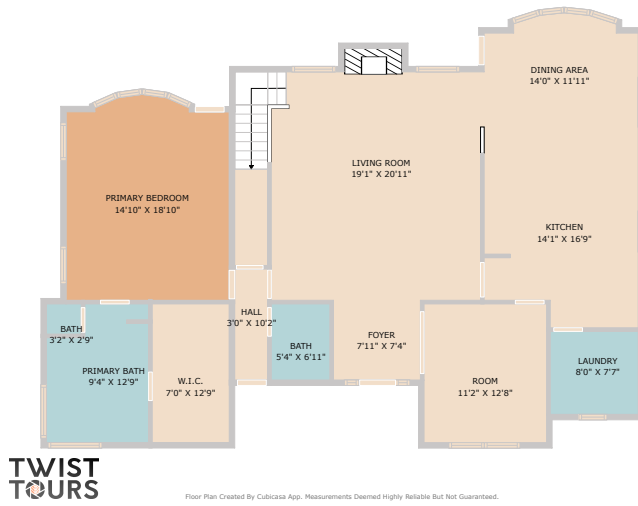 DINING AREA
14'0" X 11'11"
LIVING ROOM
19'1" X 20'11"
PRIMARY BEDROOM
14'10" X 18'10"
KITCHEN
14'1" X 16'9"
HALL
3'0" X 10'2"
BATH
3'2" X 2'9"
FOYER
7'11" X 7'4"
BATH
5'4" X 6'11"
PRIMARY BATH
9'4" X 12'9"
W.I.C.
7'0" X 12'9"
ROOM
11'2" X 12'8"
LAUNDRY
8'0" X 7'7"
TWIST
TOURS
Floor Plan Created By Cubicasa App. Measurements Deemed Highly Reliable But Not Guaranteed.